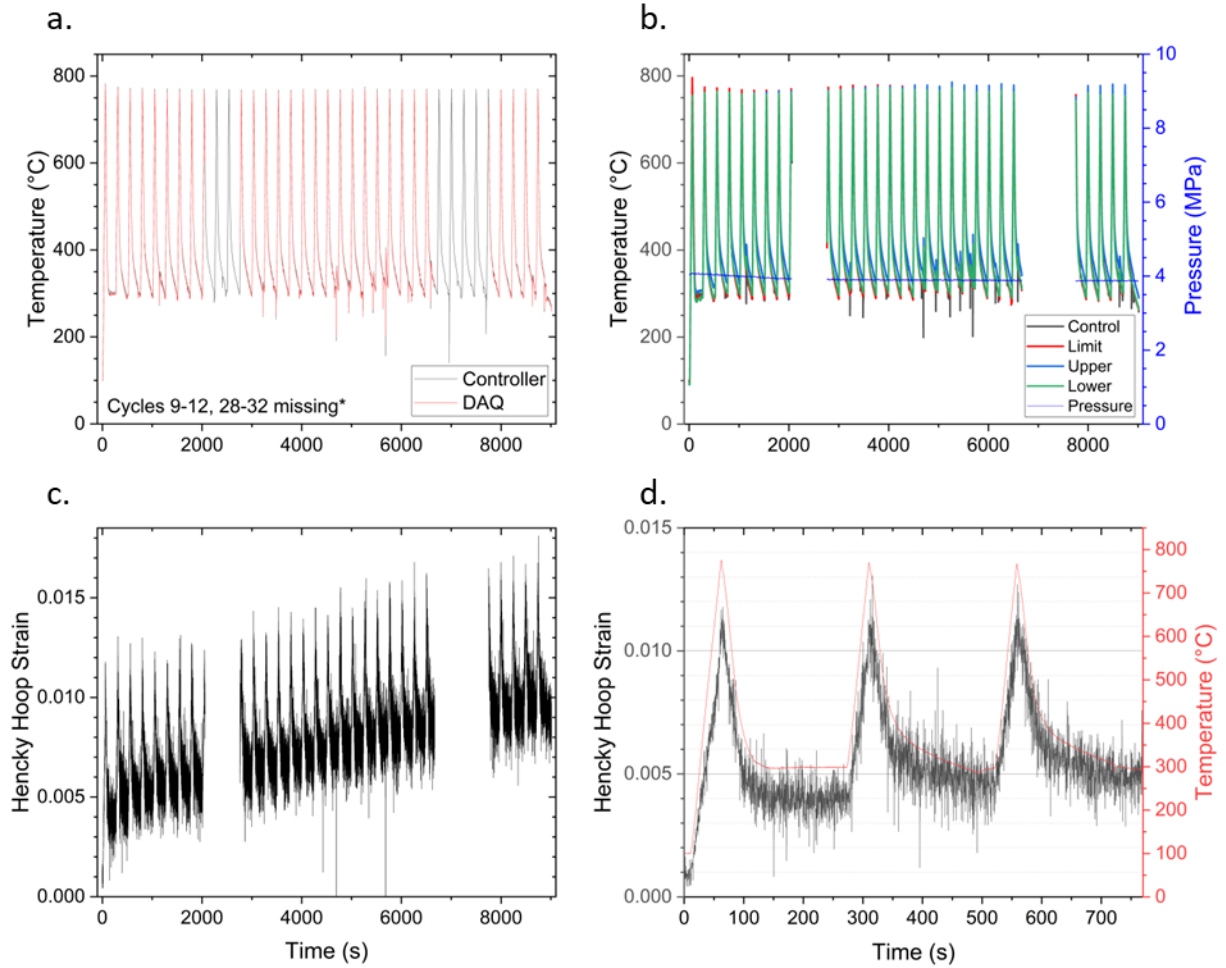 a.
800
600
400
200
0
Temperature (°C)
Controller
DAQ
Cycles 9-12, 28-32 missing*
0
2000
4000
6000
8000
b.
800
600
400
200
0
Temperature (°C)
10
8
6
4
2
0
Pressure (MPa)
Control
Limit
Upper
Lower
Pressure
0
2000
4000
6000
8000
c.
0.015
0.010
0.005
0.000
Hencky Hoop Strain
0
2000
4000
6000
8000
Time (s)
d.
0.015
0.010
0.005
0.000
Hencky Hoop Strain
800
700
600
500
400
300
200
100
0
Temperature (°C)
0
100
200
300
400
500
600
700
Time (s)